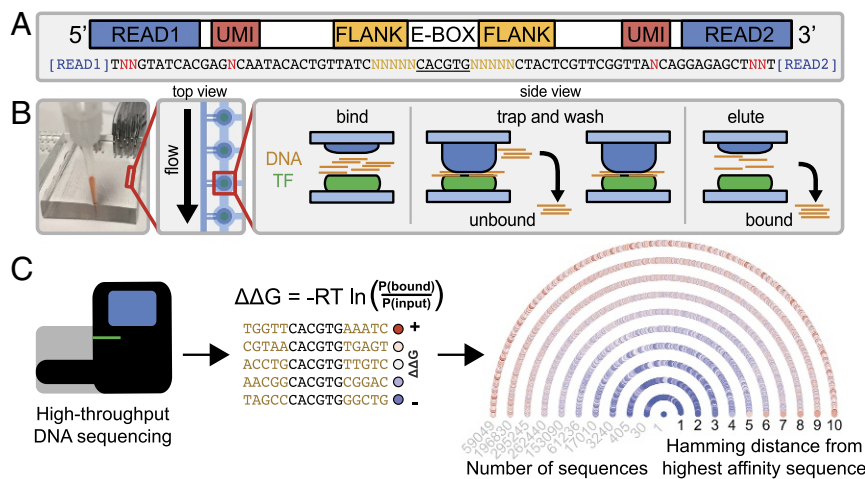 A
5' READ1 UMI FLANK E-BOX FLANK UMI READ2 3'
[READ1]TNNGTATCACGAGNCAATACACTGTTATCNNNNNCACGTGNNNNNCTACTCGTTCGGTTANCAGGAGAGCTNNT[READ2]
B
top view
side view
flow
bind
trap and wash
elute
DNA
TF
unbound
bound
C
High-throughput
DNA sequencing
ΔΔG = -RT ln(P(bound)/P(input))
TGGTTCACGTGAAATC
CGTAACACGTGTGAGT
ACCTGCACGTGTTGTC
AACGGCACGTGCGGAC
TAGCCCACGTGGGCTG
+
ΔΔG
-
59049 196830 295245 262440 153090 61236 17010 3240 405 30 1
1 2 3 4 5 6 7 8 9 10
Number of sequences
Hamming distance from
highest affinity sequence